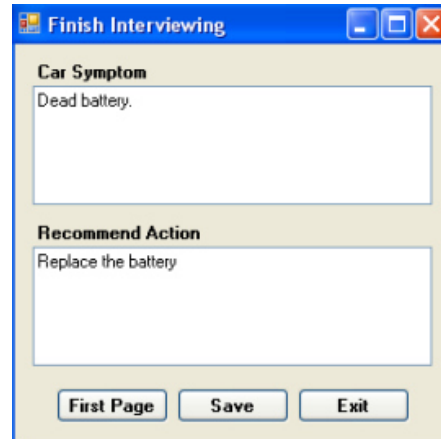 Finish Interviewing
Car Symptom
Dead battery.
Recommend Action
Replace the battery
First Page
Save
Exit